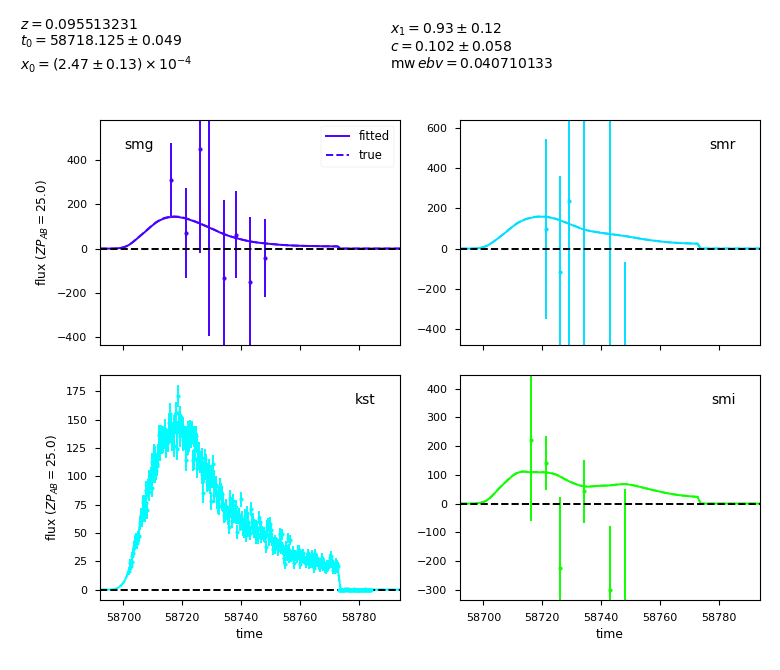 z = 0.095513231
t₀ = 58718.125 ± 0.049
x₀ = (2.47 ± 0.13) × 10⁻⁴
x₁ = 0.93 ± 0.12
c = 0.102 ± 0.058
mwebv = 0.040710133
smg
fitted
true
400
200
0
−200
−400
flux (ZP_AB = 25.0)
smr
600
400
200
0
−200
−400
kst
175
150
125
100
75
50
25
0
flux (ZP_AB = 25.0)
58700 58720 58740 58760 58780
time
smi
400
300
200
100
0
−100
−200
−300
58700 58720 58740 58760 58780
time